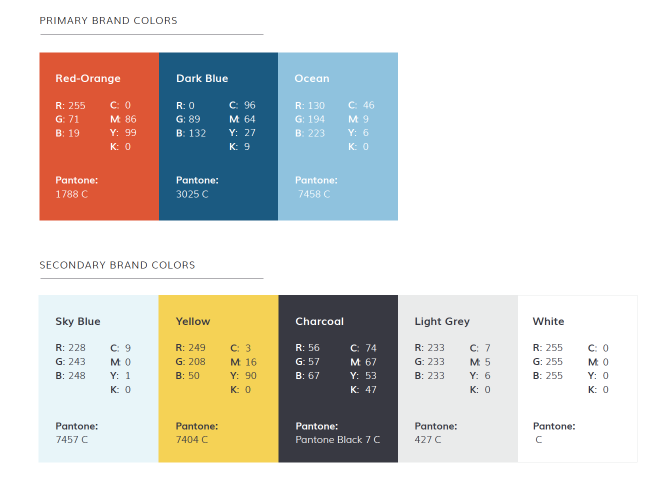 PRIMARY BRAND COLORS
Red-Orange
R: 255 C: 0
G: 71 M: 86
B: 19 Y: 99
K: 0
Pantone:
1788 C
Dark Blue
R: 0 C: 96
G: 89 M: 64
B: 132 Y: 27
K: 9
Pantone:
3025 C
Ocean
R: 130 C: 46
G: 194 M: 9
B: 223 Y: 6
K: 0
Pantone:
7458 C
SECONDARY BRAND COLORS
Sky Blue
R: 228 C: 9
G: 243 M: 0
B: 248 Y: 1
K: 0
Pantone:
7457 C
Yellow
R: 249 C: 3
G: 208 M: 16
B: 50 Y: 90
K: 0
Pantone:
7404 C
Charcoal
R: 56 C: 74
G: 57 M: 67
B: 67 Y: 53
K: 47
Pantone:
Pantone Black 7 C
Light Grey
R: 233 C: 7
G: 233 M: 5
B: 233 Y: 6
K: 0
Pantone:
427 C
White
R: 255 C: 0
G: 255 M: 0
B: 255 Y: 0
K: 0
Pantone:
C